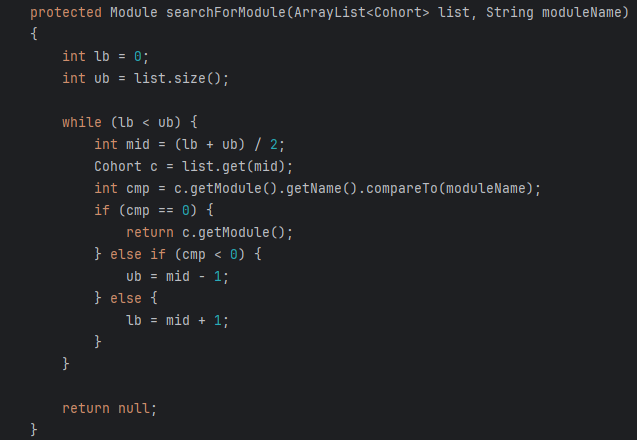 protected Module searchForModule(ArrayList<Cohort> list, String moduleName)
{
    int lb = 0;
    int ub = list.size();

    while (lb < ub) {
        int mid = (lb + ub) / 2;
        Cohort c = list.get(mid);
        int cmp = c.getModule().getName().compareTo(moduleName);
        if (cmp == 0) {
            return c.getModule();
        } else if (cmp < 0) {
            ub = mid - 1;
        } else {
            lb = mid + 1;
        }
    }

    return null;
}